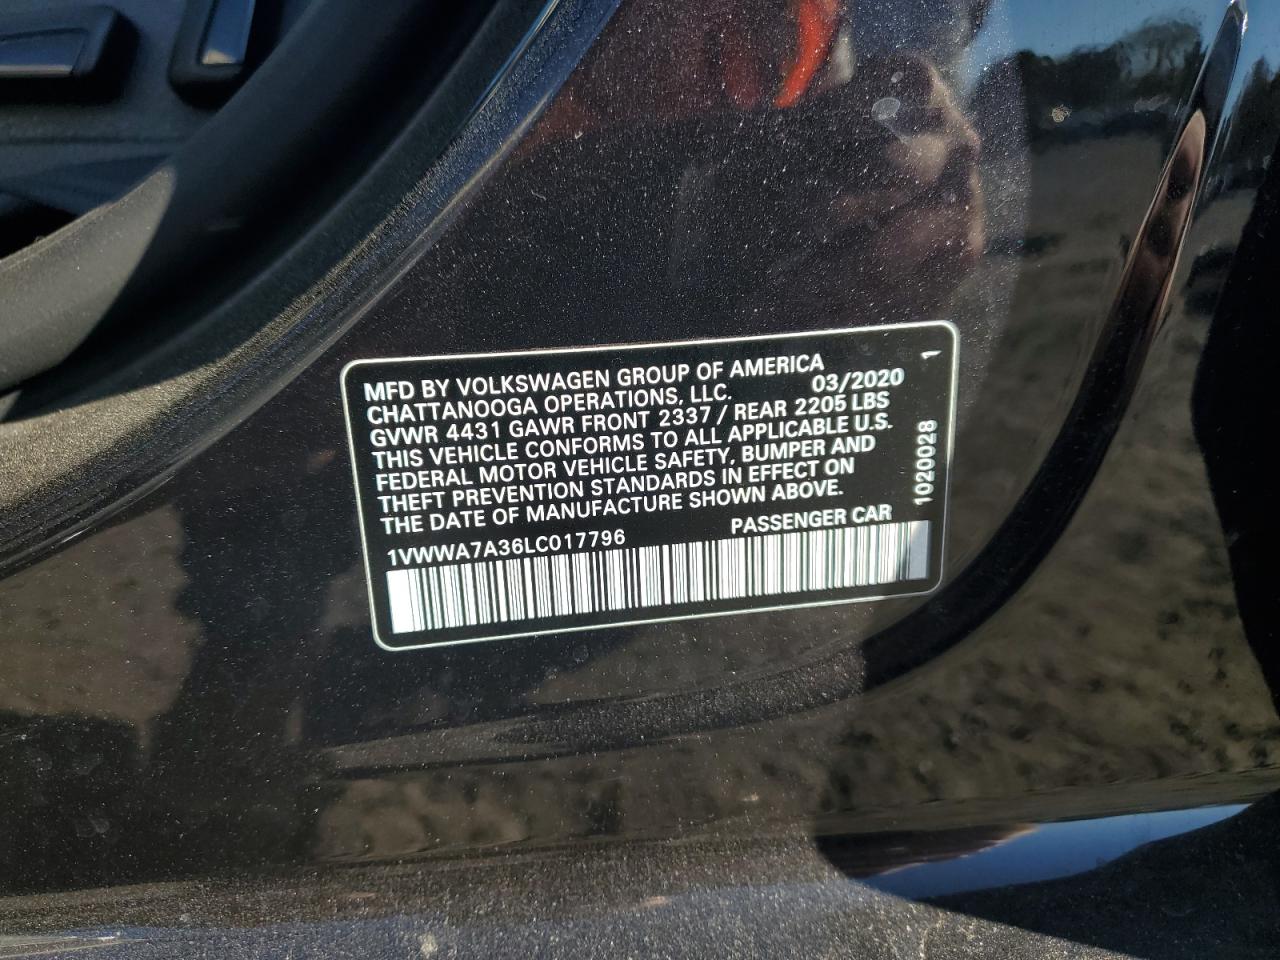 MFD BY VOLKSWAGEN GROUP OF AMERICA
CHATTANOOGA OPERATIONS, LLC. 03/2020
GVWR 4431 GAWR FRONT 2337 / REAR 2205 LBS
THIS VEHICLE CONFORMS TO ALL APPLICABLE U.S.
FEDERAL MOTOR VEHICLE SAFETY, BUMPER AND
THEFT PREVENTION STANDARDS IN EFFECT ON
THE DATE OF MANUFACTURE SHOWN ABOVE.
1VWWA7A36LC017796 PASSENGER CAR
1020028 1